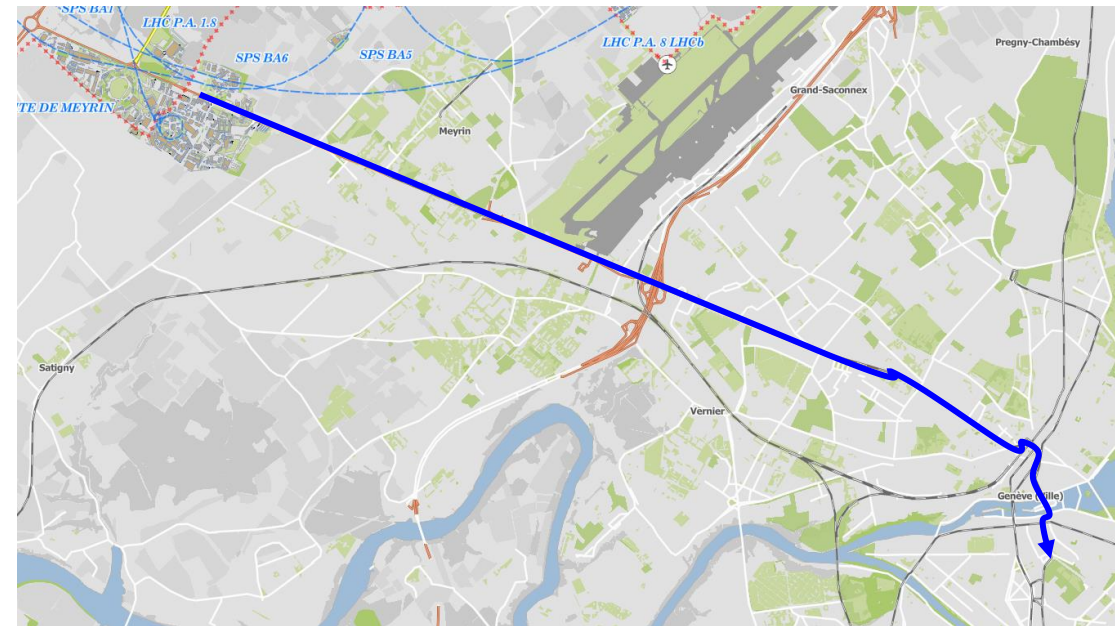 SPS BA1
LHC P.A. 1.8
SPS BA6
SPS BA5
LHC P.A. 8 LHCb
Pregny-Chambésy
Grand-Saconnex
TE DE MEYRIN
Meyrin
Satigny
Vernier
Genève (Ville)